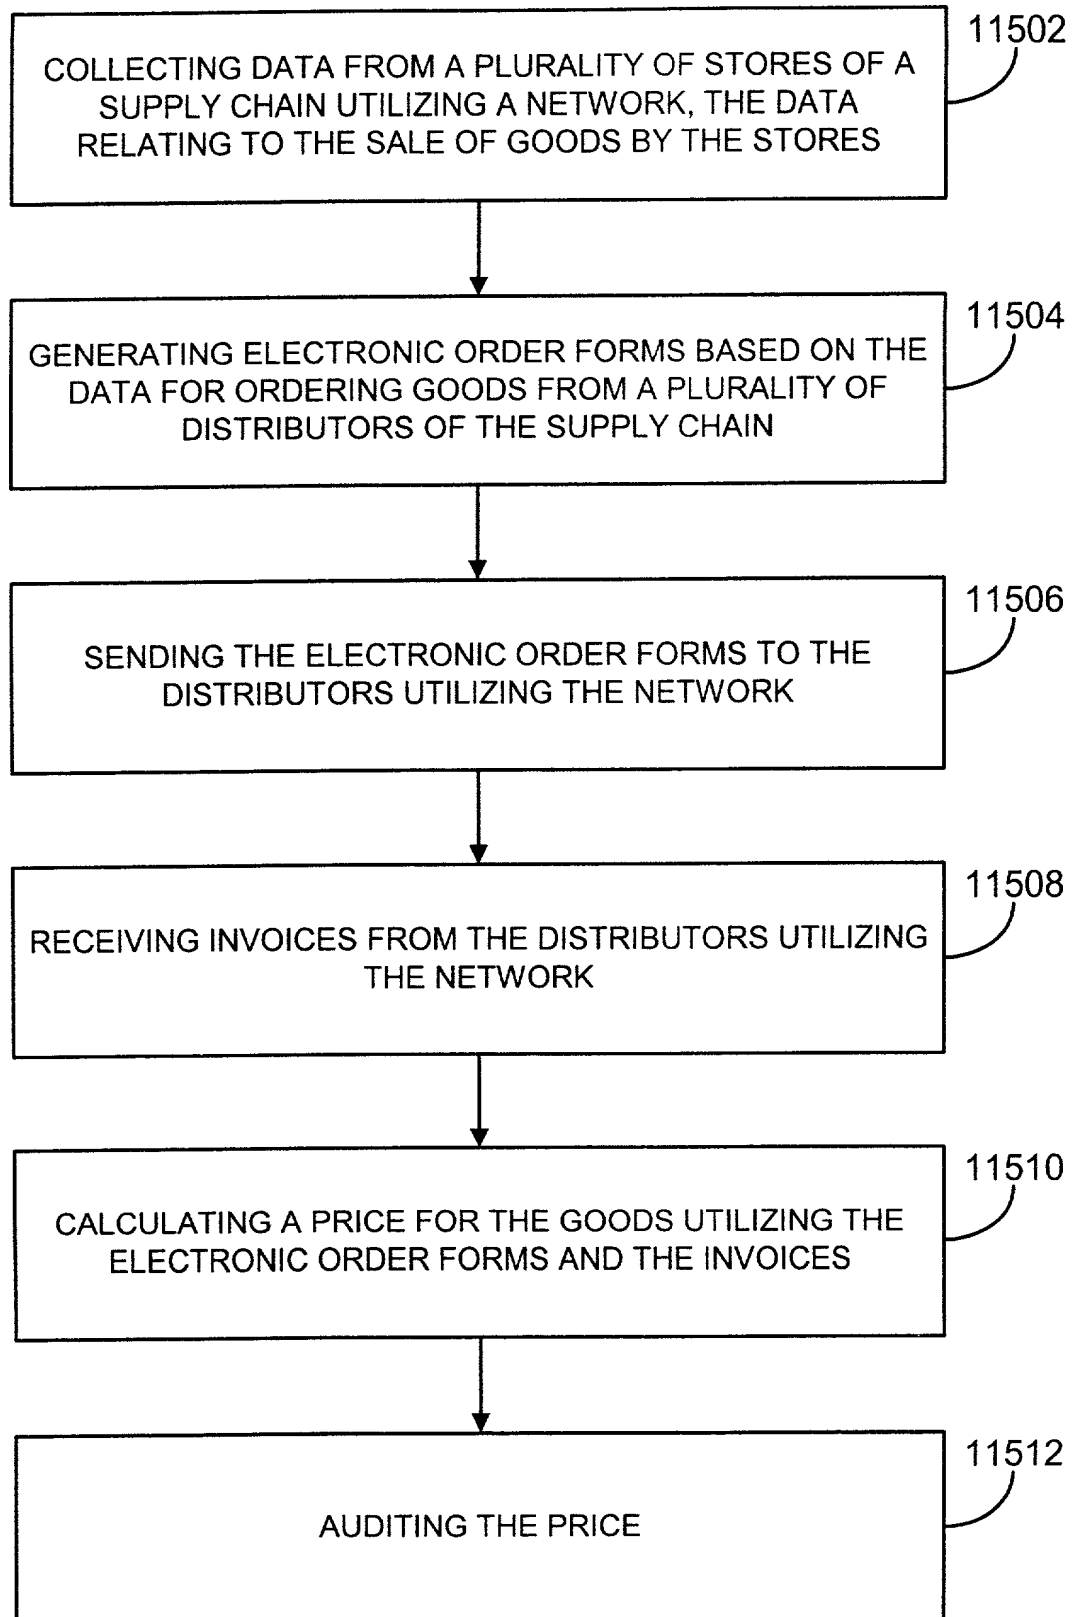 11502
COLLECTING DATA FROM A PLURALITY OF STORES OF A
SUPPLY CHAIN UTILIZING A NETWORK, THE DATA
RELATING TO THE SALE OF GOODS BY THE STORES
11504
GENERATING ELECTRONIC ORDER FORMS BASED ON THE
DATA FOR ORDERING GOODS FROM A PLURALITY OF
DISTRIBUTORS OF THE SUPPLY CHAIN
11506
SENDING THE ELECTRONIC ORDER FORMS TO THE
DISTRIBUTORS UTILIZING THE NETWORK
11508
RECEIVING INVOICES FROM THE DISTRIBUTORS UTILIZING
THE NETWORK
11510
CALCULATING A PRICE FOR THE GOODS UTILIZING THE
ELECTRONIC ORDER FORMS AND THE INVOICES
11512
AUDITING THE PRICE